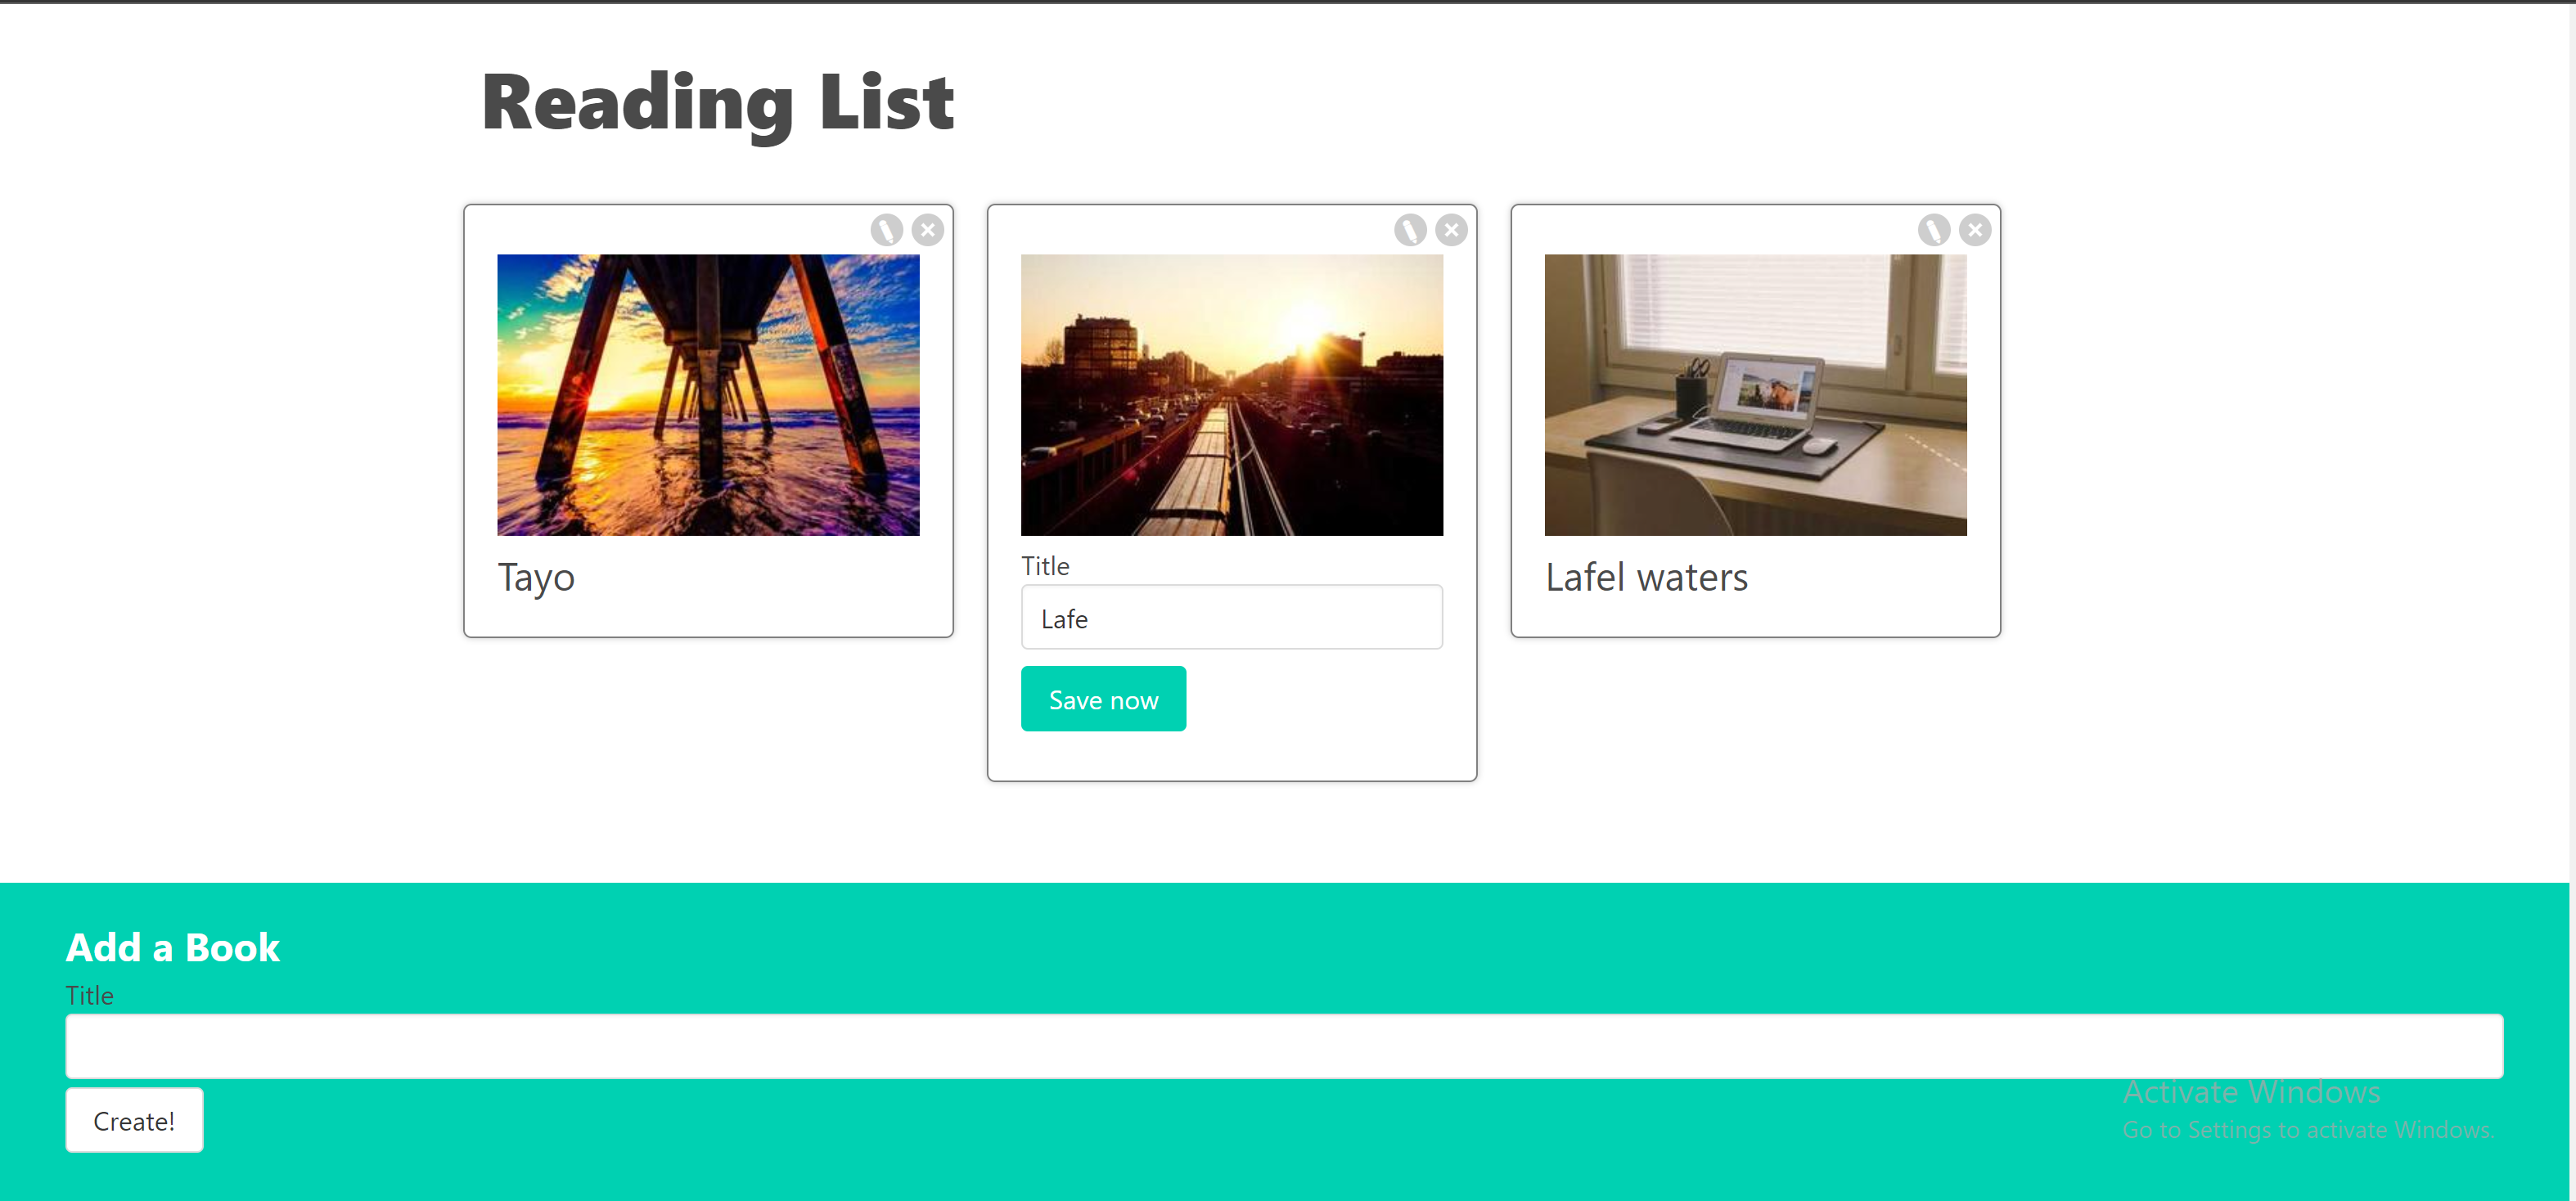 Reading List
Tayo
Title
Lafe
Save now
Lafel waters
Add a Book
Title
Create!
Activate Windows
Go to Settings to activate Windows.